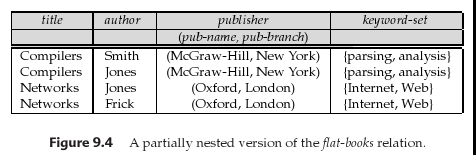 title author publisher keyword-set
(pub-name, pub-branch)
Compilers Smith (McGraw-Hill, New York) {parsing, analysis}
Compilers Jones (McGraw-Hill, New York) {parsing, analysis}
Networks Jones (Oxford, London) {Internet, Web}
Networks Frick (Oxford, London) {Internet, Web}
Figure 9.4 A partially nested version of the flat-books relation.